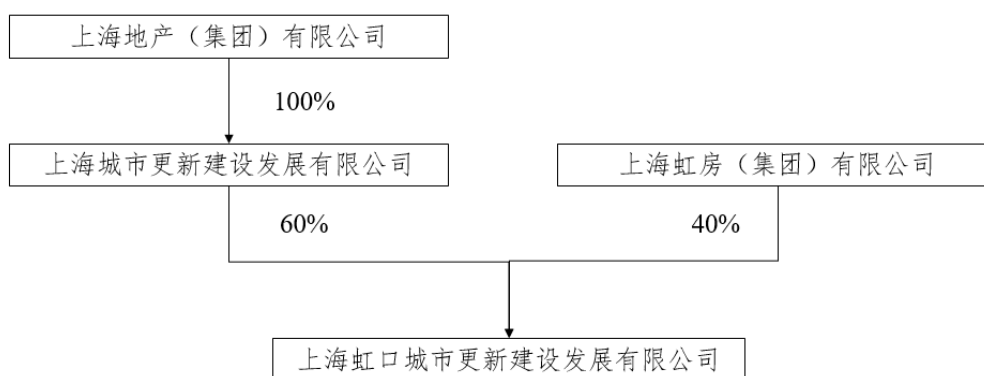 上海地产（集团）有限公司
100%
上海城市更新建设发展有限公司
上海虹房（集团）有限公司
60%
40%
上海虹口城市更新建设发展有限公司